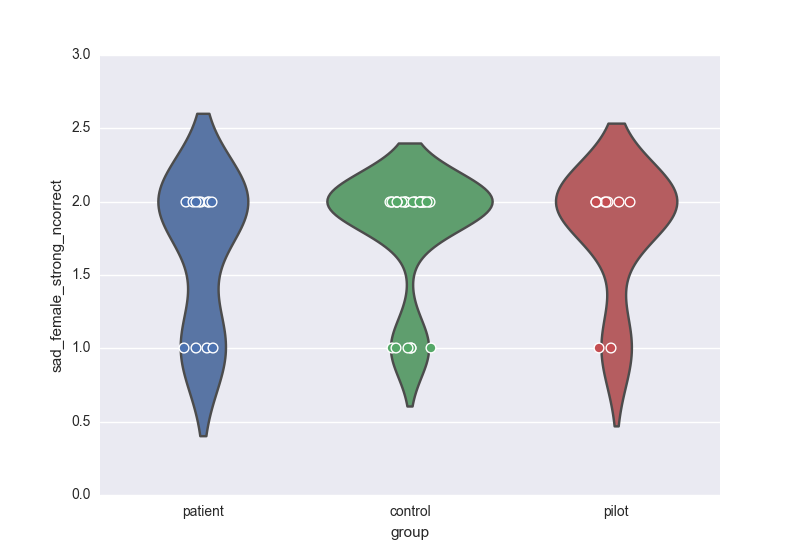 3.0
2.5
2.0
1.5
1.0
0.5
0.0
sad_female_strong_ncorrect
patient
control
pilot
group